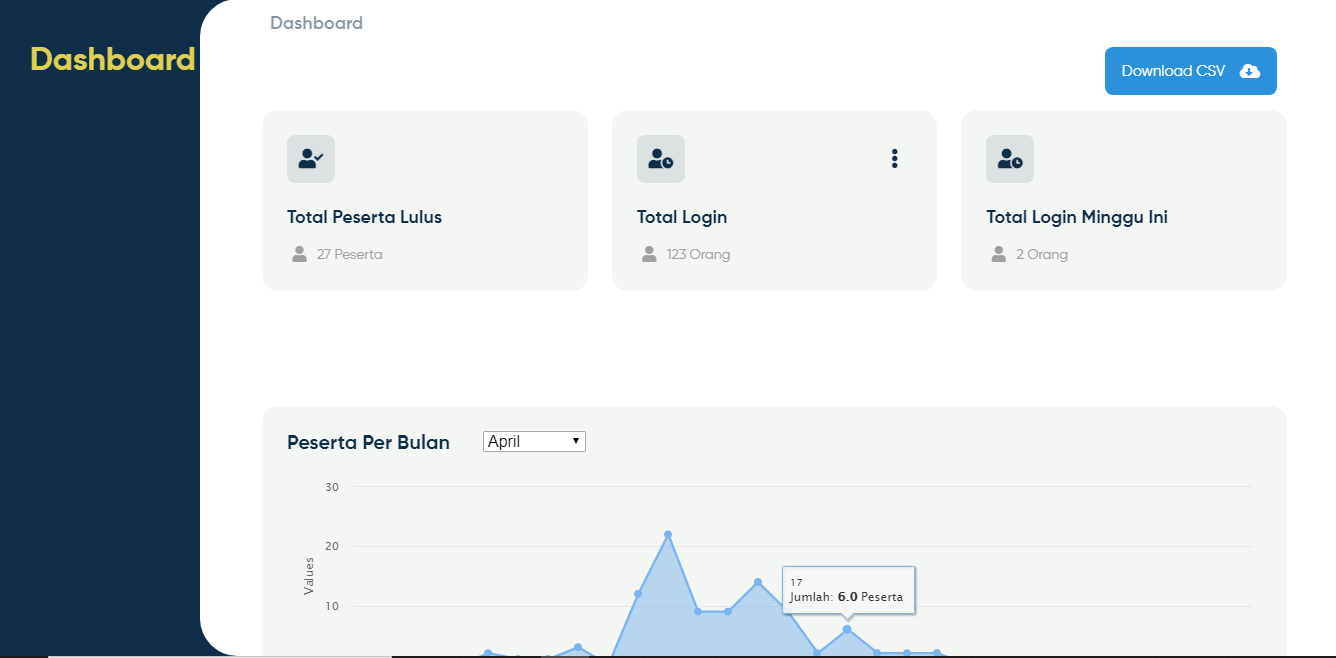 Dashboard
Dashboard
Download CSV
Total Peserta Lulus
27 Peserta
Total Login
123 Orang
Total Login Minggu Ini
2 Orang
Peserta Per Bulan
April
30
20
10
Values
17
Jumlah: 6.0 Peserta